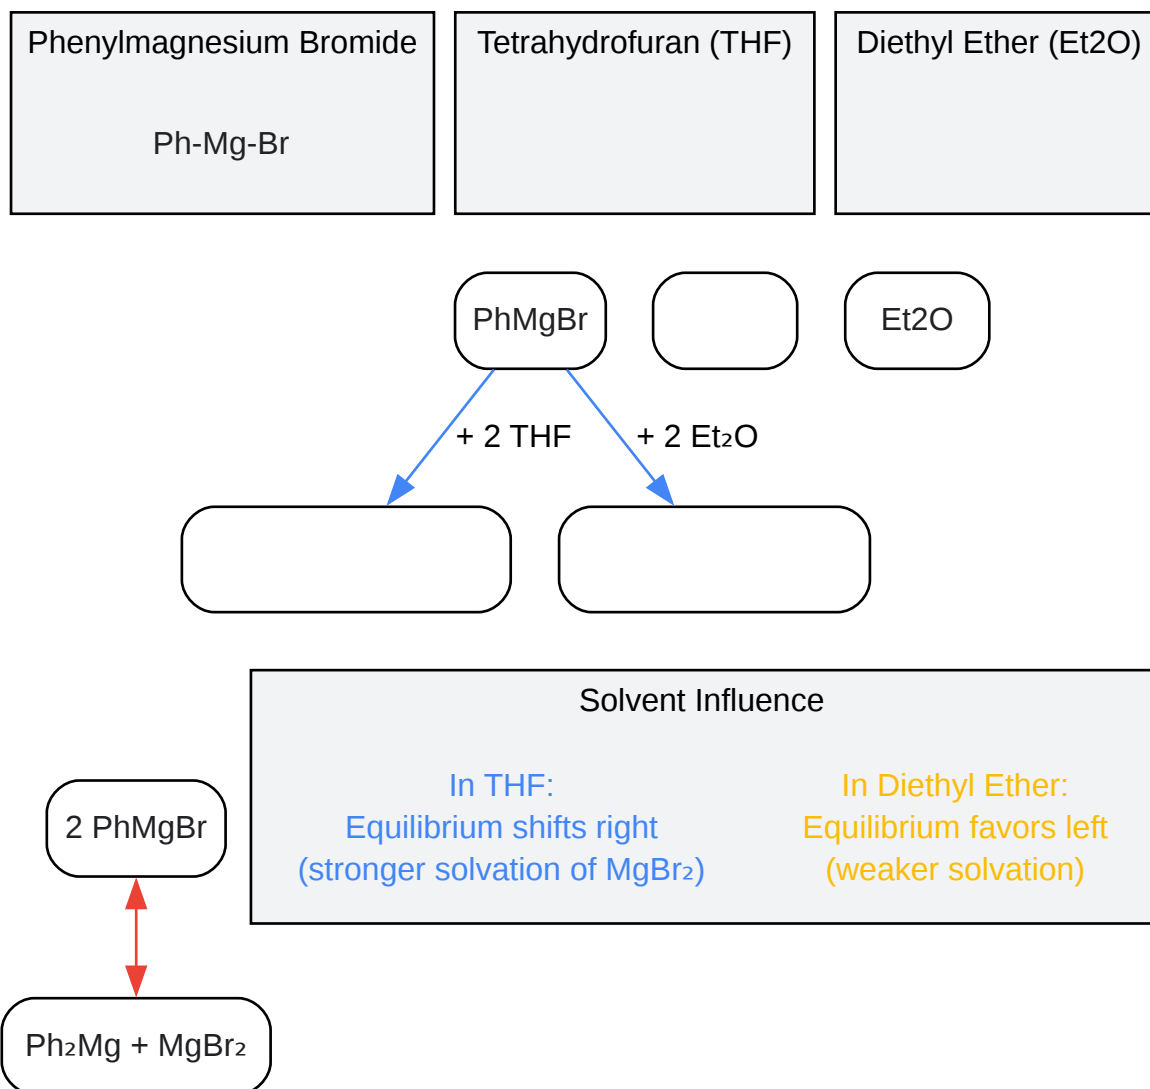 Phenylmagnesium Bromide
Tetrahydrofuran (THF)
Diethyl Ether (Et2O)
Ph-Mg-Br
PhMgBr
Et2O
+ 2 THF
+ 2 Et₂O
Solvent Influence
In THF:
Equilibrium shifts right
(stronger solvation of MgBr₂)
In Diethyl Ether:
Equilibrium favors left
(weaker solvation)
2 PhMgBr
Ph₂Mg + MgBr₂